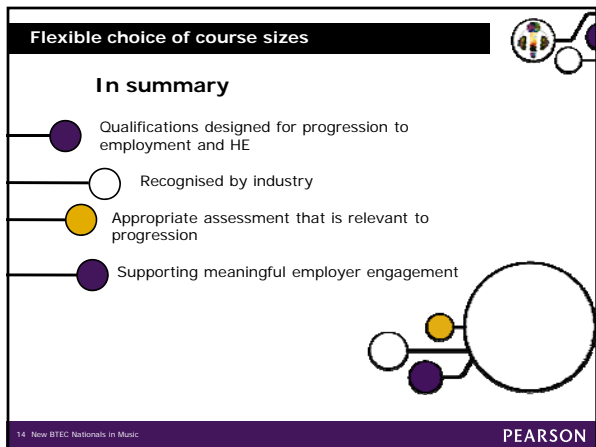 Flexible choice of course sizes
In summary
Qualifications designed for progression to
employment and HE
Recognised by industry
Appropriate assessment that is relevant to
progression
Supporting meaningful employer engagement
14 New BTEC Nationals in Music
PEARSON